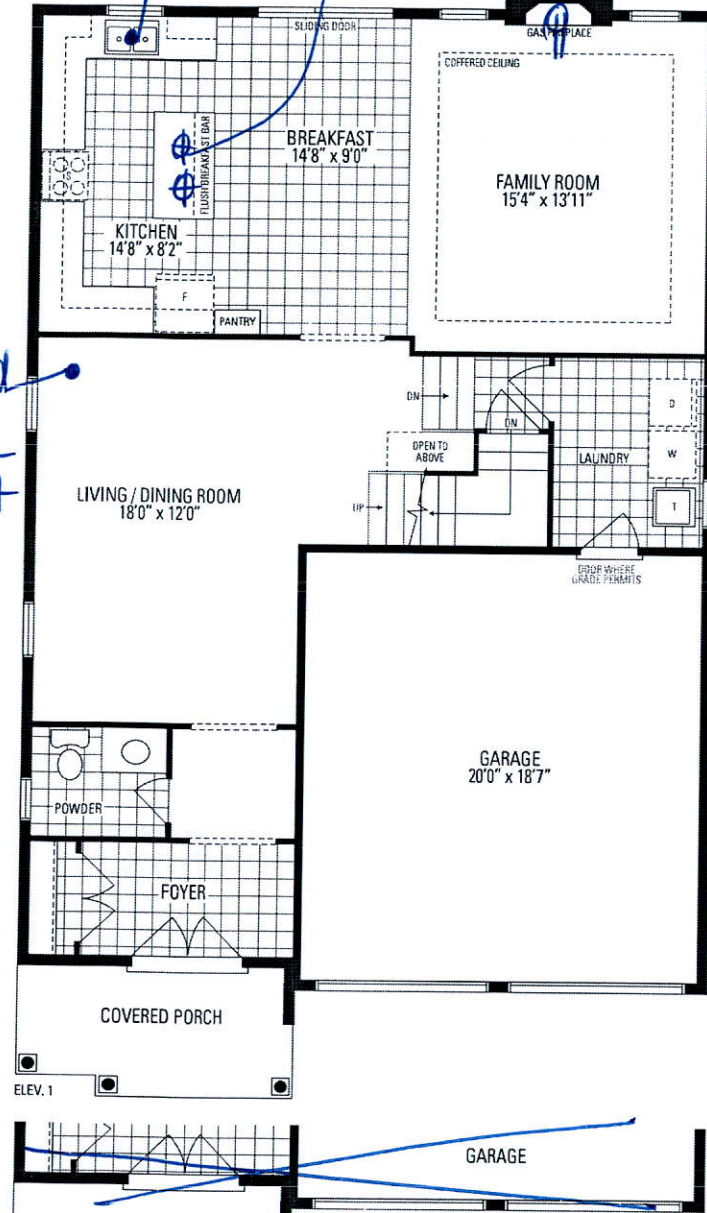 SLIDING DOOR
GAS FIREPLACE
COFFERED CEILING
BREAKFAST
14'8" x 9'0"
FLUSH BREAKFAST BAR
FAMILY ROOM
15'4" x 13'11"
KITCHEN
14'8" x 8'2"
F
PANTRY
DN
DN
D
OPEN TO
ABOVE
LAUNDRY
W
LIVING / DINING ROOM
18'0" x 12'0"
UP
T
DOOR WHERE
GRADE PERMITS
GARAGE
20'0" x 18'7"
POWDER
FOYER
COVERED PORCH
ELEV. 1
GARAGE